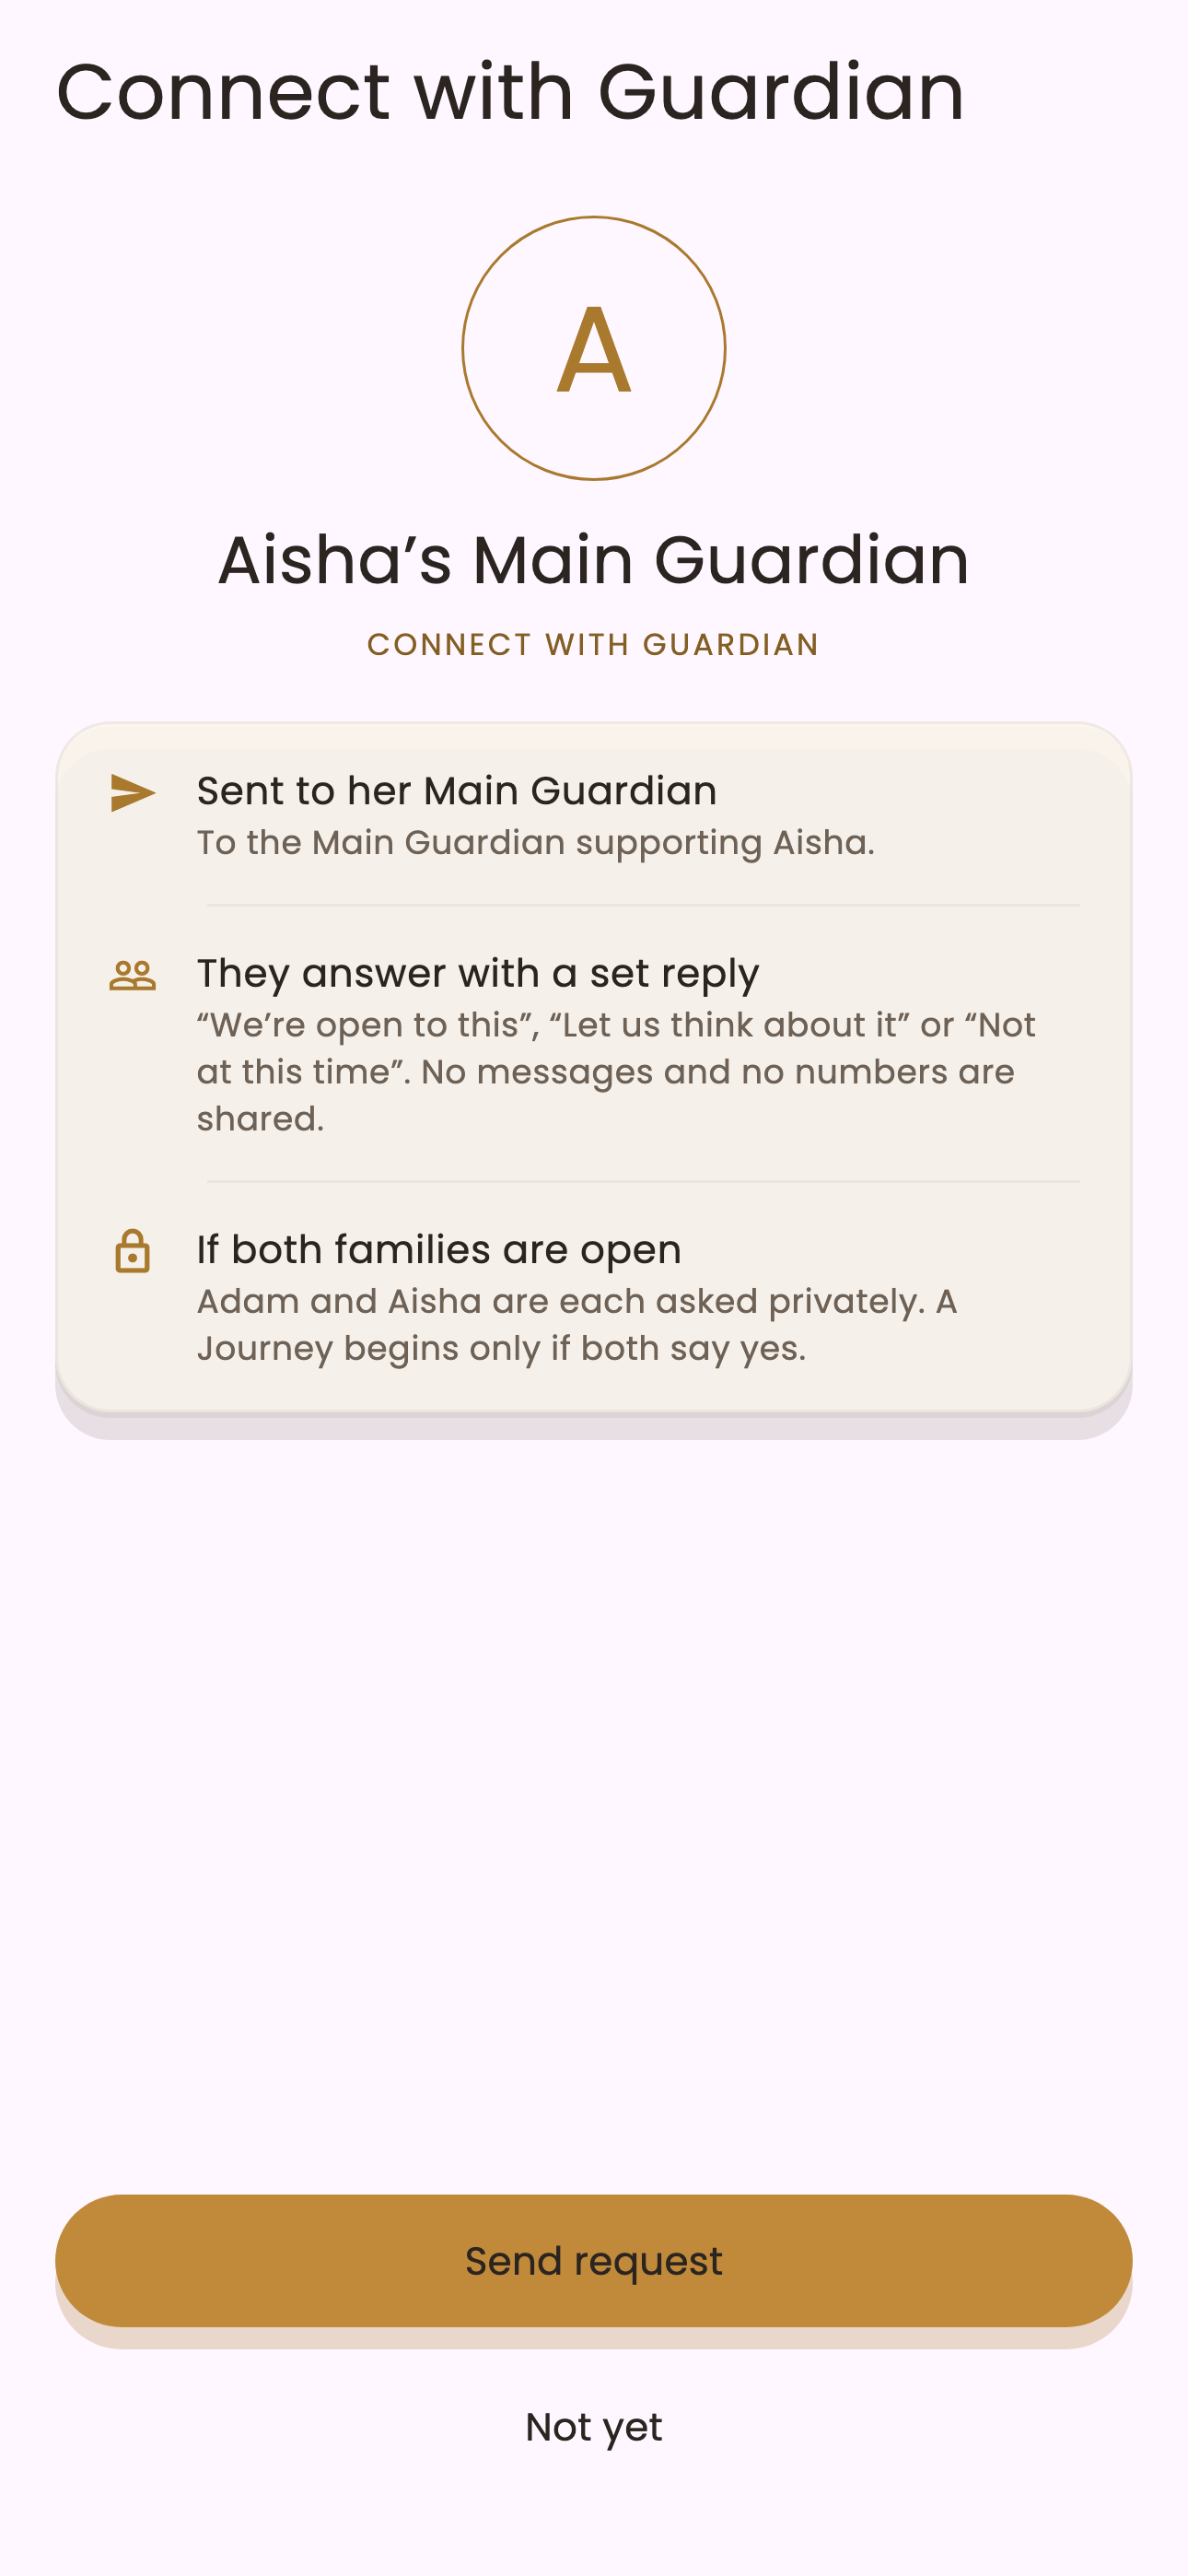 Connect with Guardian
A
Aisha’s Main Guardian
CONNECT WITH GUARDIAN
Sent to her Main Guardian
To the Main Guardian supporting Aisha.
They answer with a set reply
“We’re open to this”, “Let us think about it” or “Not
at this time”. No messages and no numbers are
shared.
If both families are open
Adam and Aisha are each asked privately. A
Journey begins only if both say yes.
Send request
Not yet